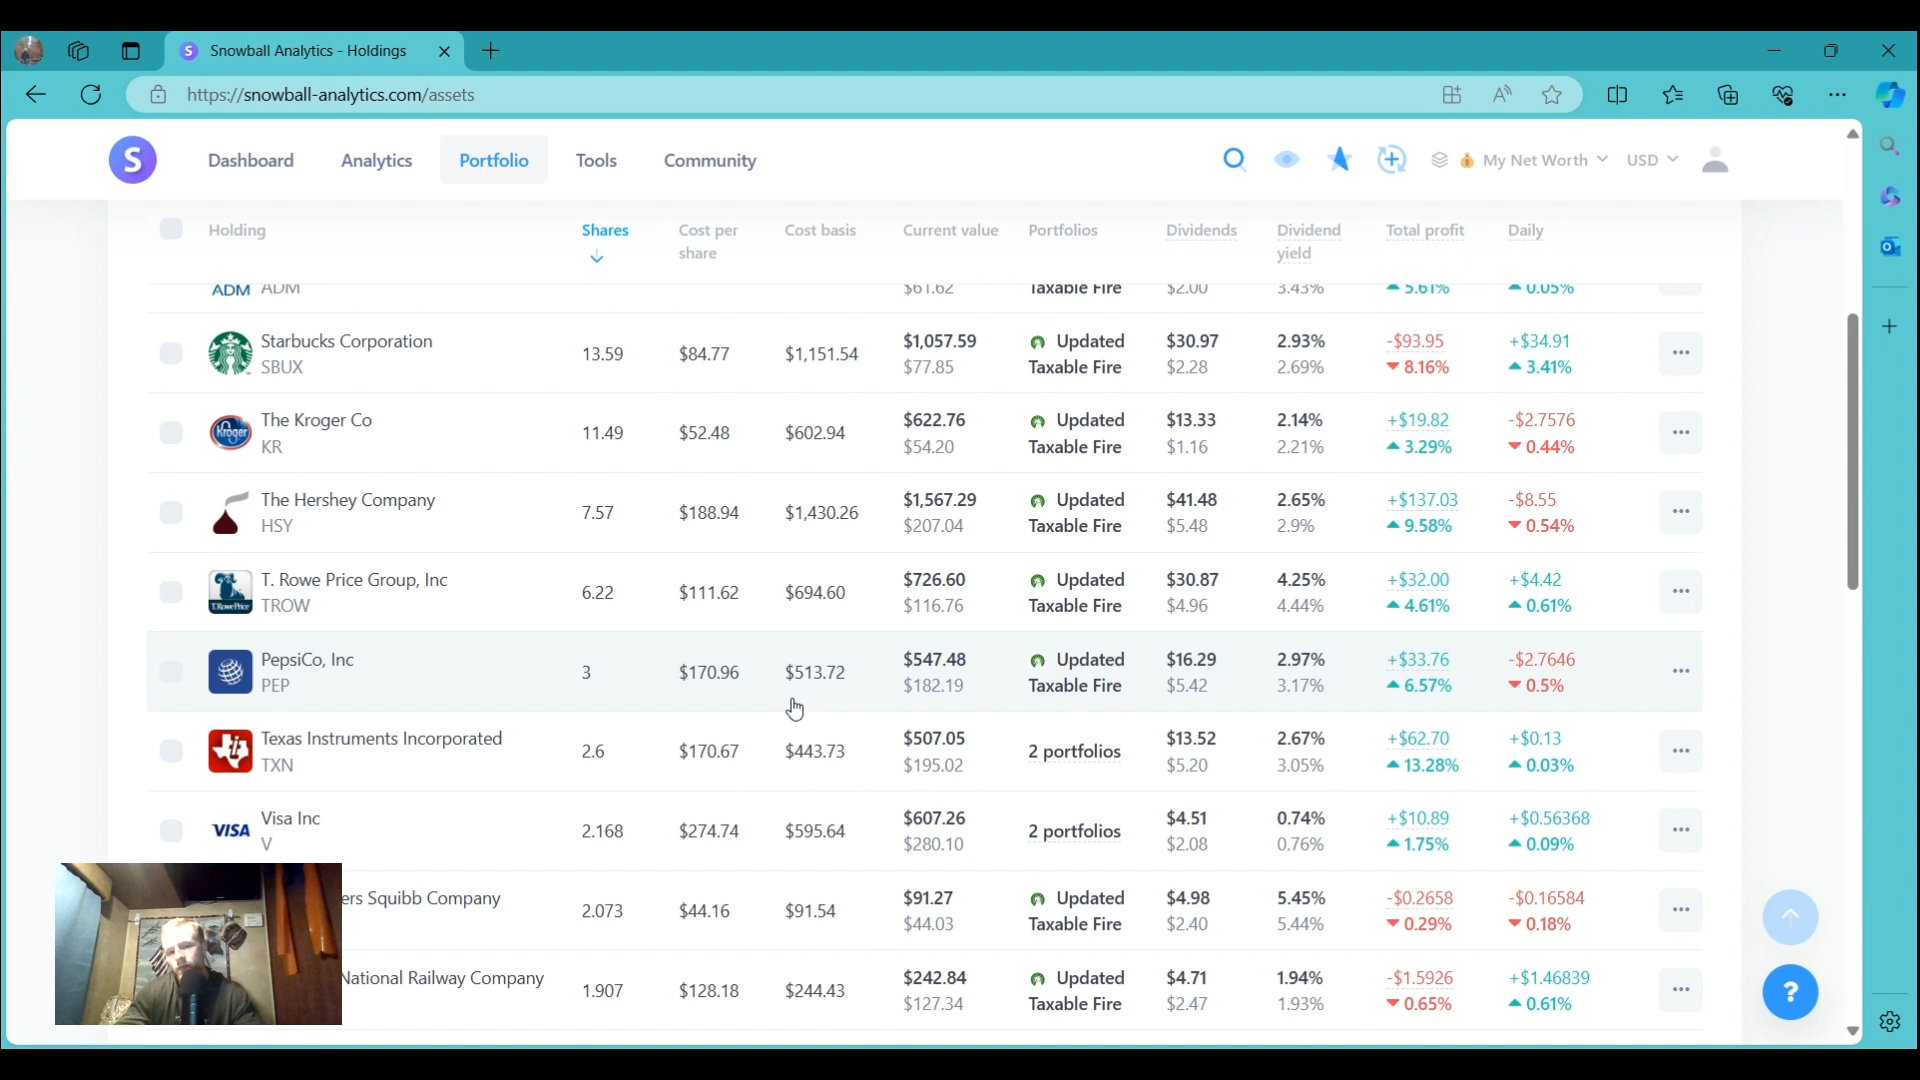 Snowball Analytics - Holdings
https://snowball-analytics.com/assets
S Dashboard Analytics Portfolio Tools Community My Net Worth USD
Holding Shares Cost per share Cost basis Current value Portfolios Dividends Dividend yield Total profit Daily
ADM ADM $61.62 Taxable Fire $2.00 3.43% 5.61% 0.05%
Starbucks Corporation $1,057.59 Updated $30.97 2.93% -$93.95 +$34.91
SBUX 13.59 $84.77 $1,151.54 $77.85 Taxable Fire $2.28 2.69% 8.16% 3.41%
The Kroger Co $622.76 Updated $13.33 2.14% +$19.82 -$2.7576
Kroger KR 11.49 $52.48 $602.94 $54.20 Taxable Fire $1.16 2.21% 3.29% 0.44%
The Hershey Company $1,567.29 Updated $41.48 2.65% +$137.03 -$8.55
HSY 7.57 $188.94 $1,430.26 $207.04 Taxable Fire $5.48 2.9% 9.58% 0.54%
T. Rowe Price Group, Inc $726.60 Updated $30.87 4.25% +$32.00 +$4.42
T.RowePrice TROW 6.22 $111.62 $694.60 $116.76 Taxable Fire $4.96 4.44% 4.61% 0.61%
PepsiCo, Inc $547.48 Updated $16.29 2.97% +$33.76 -$2.7646
PEP 3 $170.96 $513.72 $182.19 Taxable Fire $5.42 3.17% 6.57% 0.5%
Texas Instruments Incorporated $507.05 $13.52 2.67% +$62.70 +$0.13
TXN 2.6 $170.67 $443.73 $195.02 2 portfolios $5.20 3.05% 13.28% 0.03%
Visa Inc $607.26 $4.51 0.74% +$10.89 +$0.56368
VISA V 2.168 $274.74 $595.64 $280.10 2 portfolios $2.08 0.76% 1.75% 0.09%
ers Squibb Company $91.27 Updated $4.98 5.45% -$0.2658 -$0.16584
2.073 $44.16 $91.54 $44.03 Taxable Fire $2.40 5.44% 0.29% 0.18%
National Railway Company $242.84 Updated $4.71 1.94% -$1.5926 +$1.46839
1.907 $128.18 $244.43 $127.34 Taxable Fire $2.47 1.93% 0.65% 0.61%
?